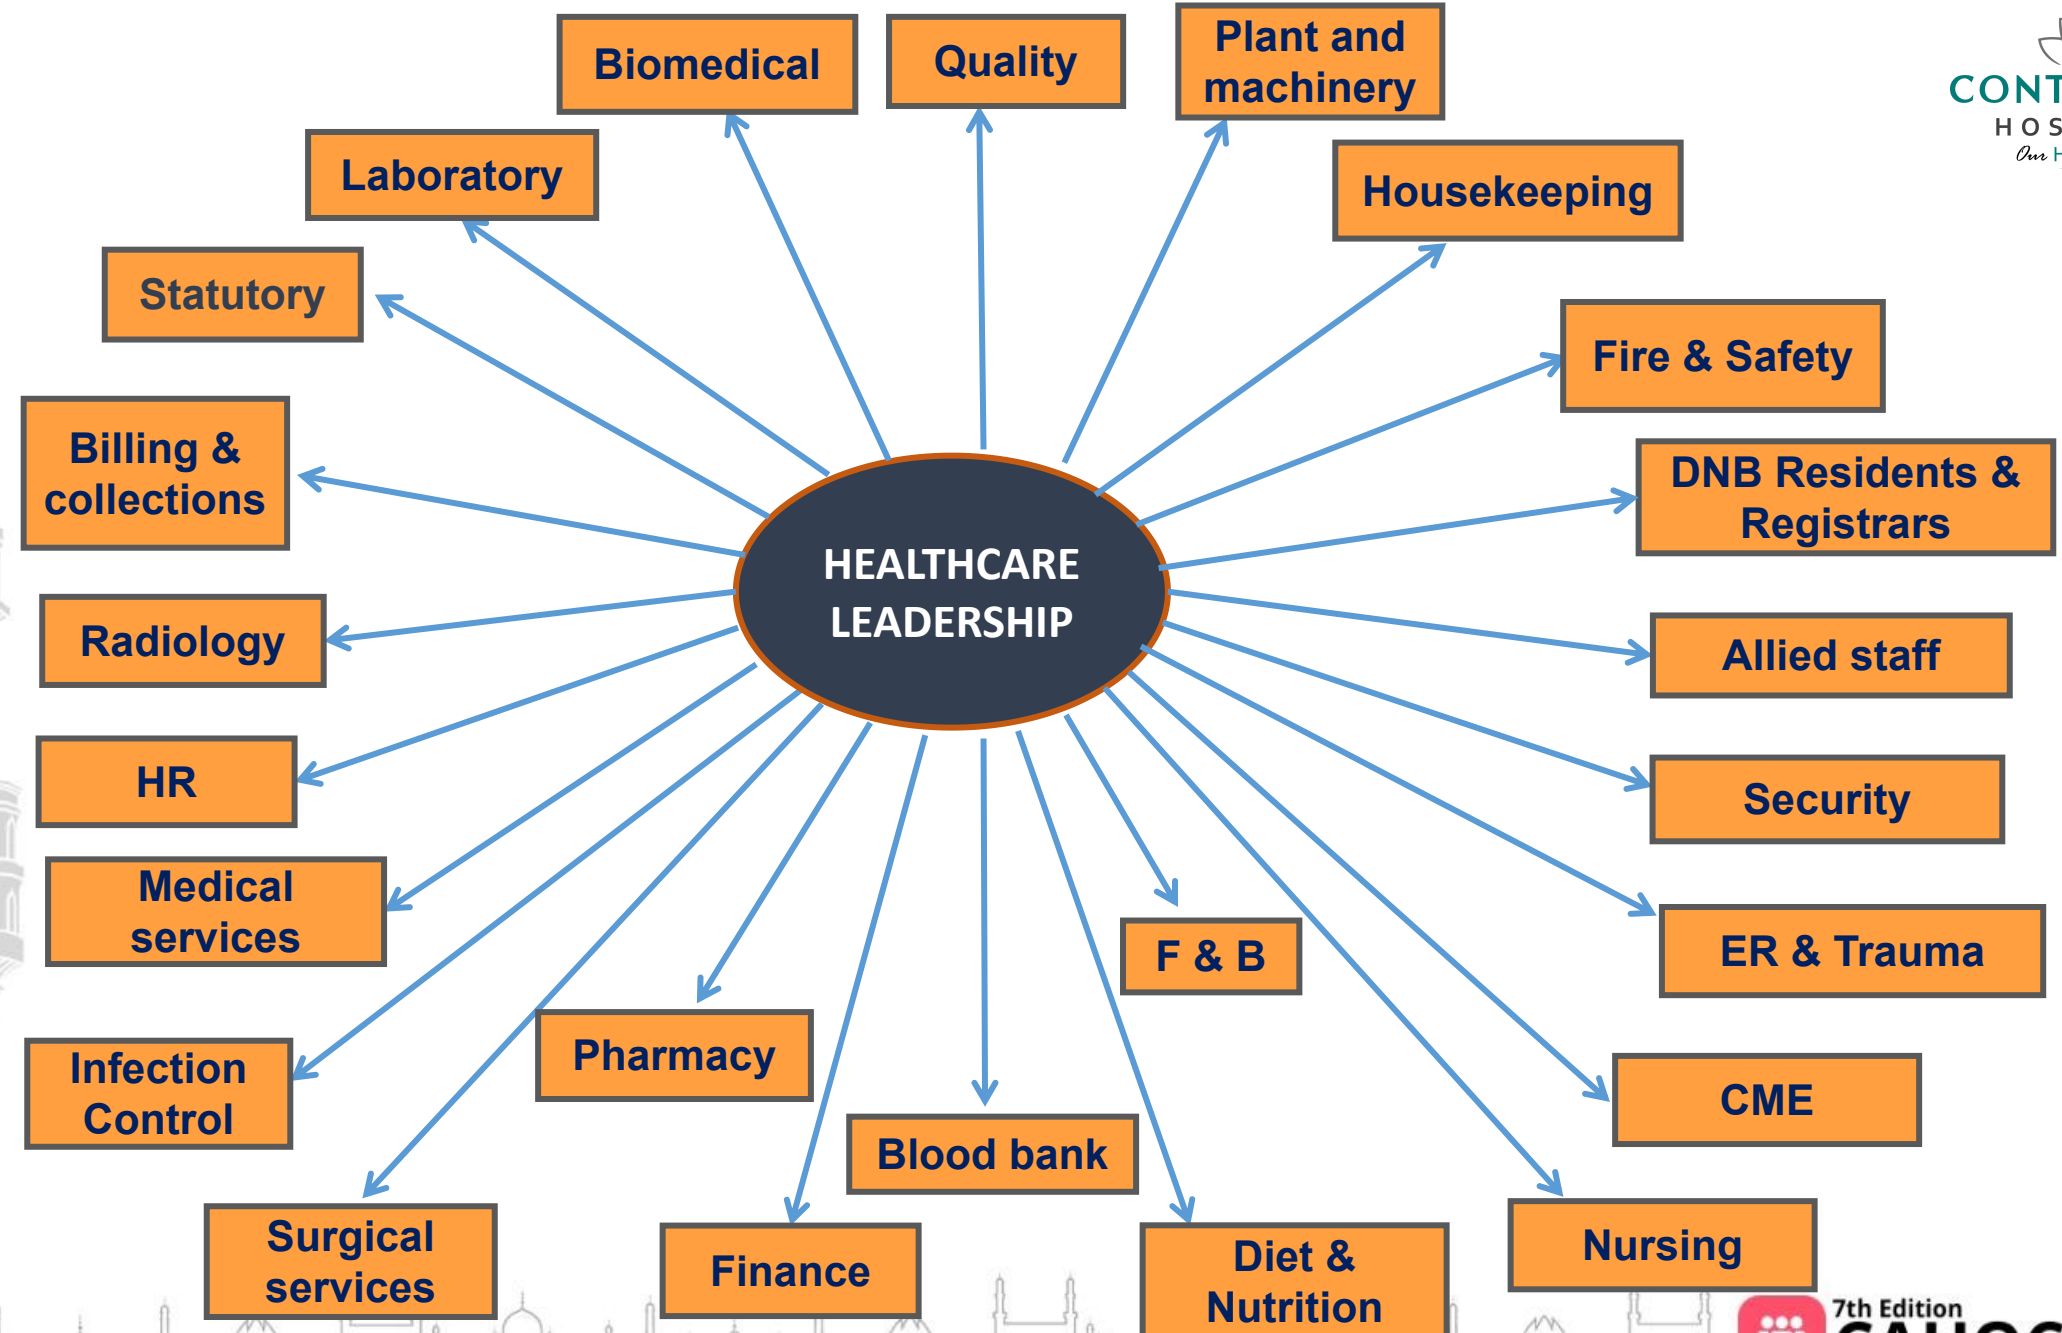 Biomedical
Quality
Plant and
machinery
Laboratory
Housekeeping
Statutory
Fire & Safety
Billing &
collections
DNB Residents &
Registrars
HEALTHCARE
LEADERSHIP
Radiology
Allied staff
HR
Security
Medical
services
F & B
ER & Trauma
Infection
Control
Pharmacy
CME
Blood bank
Surgical
services
Finance
Diet &
Nutrition
Nursing
Our
7th Edition